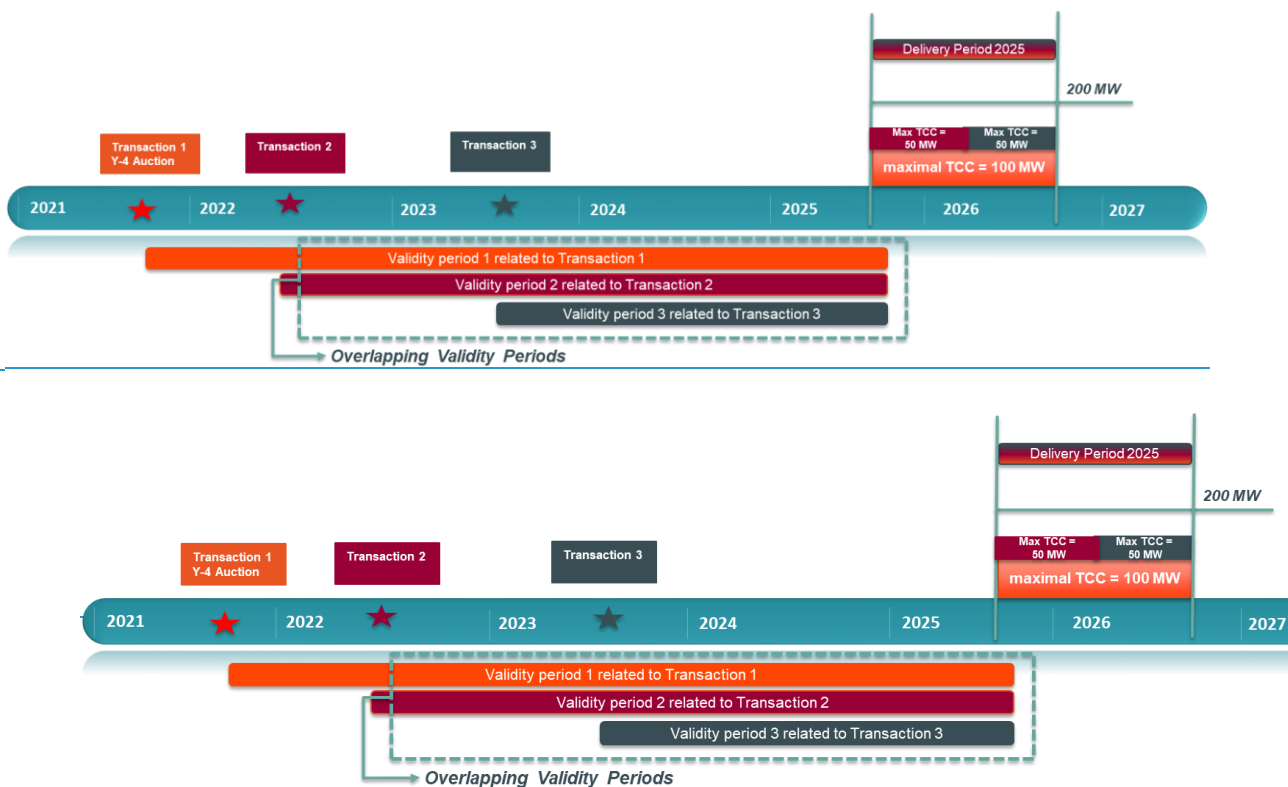 Delivery Period 2025
200 MW
Transaction 1
Y-4 Auction
Transaction 2
Transaction 3
Max TCC =
50 MW
Max TCC =
50 MW
maximal TCC = 100 MW
2021
2022
2023
2024
2025
2026
2027
Validity period 1 related to Transaction 1
Validity period 2 related to Transaction 2
Validity period 3 related to Transaction 3
Overlapping Validity Periods
Delivery Period 2025
200 MW
Transaction 1
Y-4 Auction
Transaction 2
Transaction 3
Max TCC =
50 MW
Max TCC =
50 MW
maximal TCC = 100 MW
2021
2022
2023
2024
2025
2026
2027
Validity period 1 related to Transaction 1
Validity period 2 related to Transaction 2
Validity period 3 related to Transaction 3
Overlapping Validity Periods